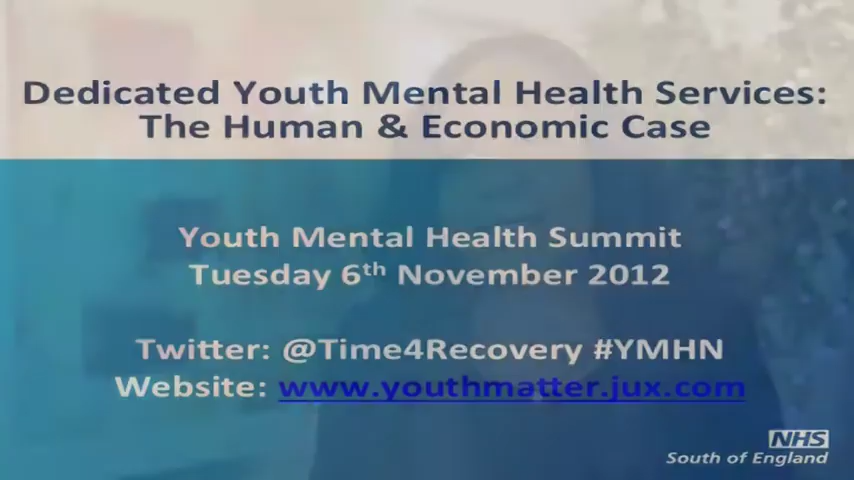 Dedicated Youth Mental Health Services:
The Human & Economic Case
Youth Mental Health Summit
Tuesday 6th November 2012
Twitter: @Time4Recovery #YMHN
Website: www.youthmatter.jux.com
NHS
South of England